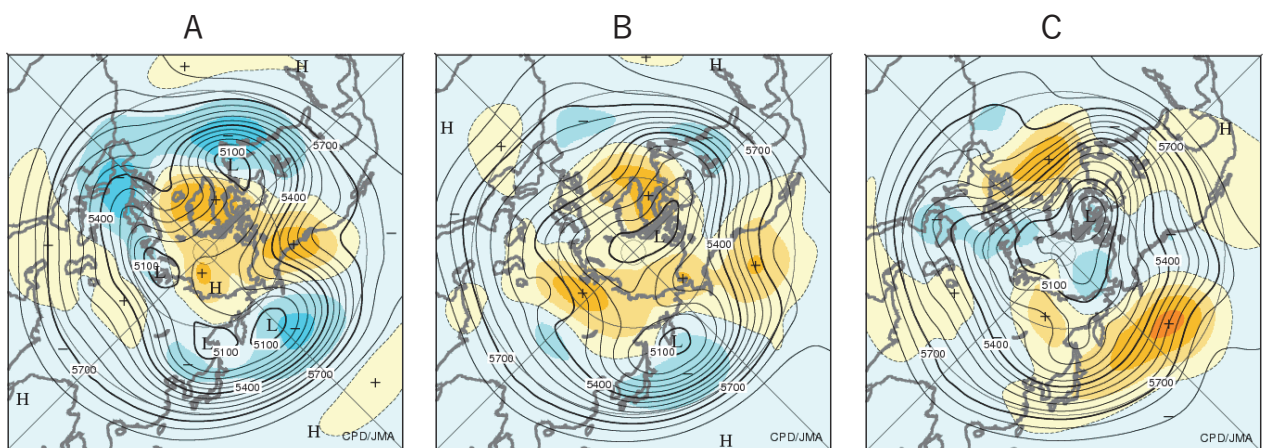 A B C
H H H
5700 5700 5700
L 5100 H
5400 5400 L
5400 5100 L H L 5400
L L 5100 5100 5100
5700 5400 5700 5700 5400 5100 L 5700 5400 5700
H H H
CPD/JMA CPD/JMA CPD/JMA